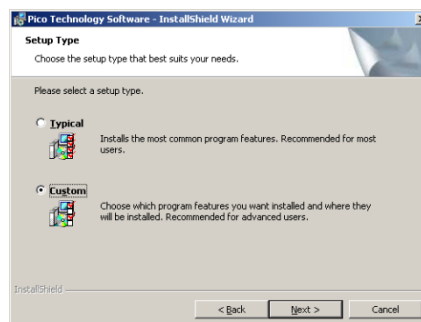 Pico Technology Software - InstallShield Wizard
Setup Type
Choose the setup type that best suits your needs.
Please select a setup type.
Typical
Installs the most common program features. Recommended for most
users.
Custom
Choose which program features you want installed and where they
will be installed. Recommended for advanced users.
InstallShield
< Back Next > Cancel